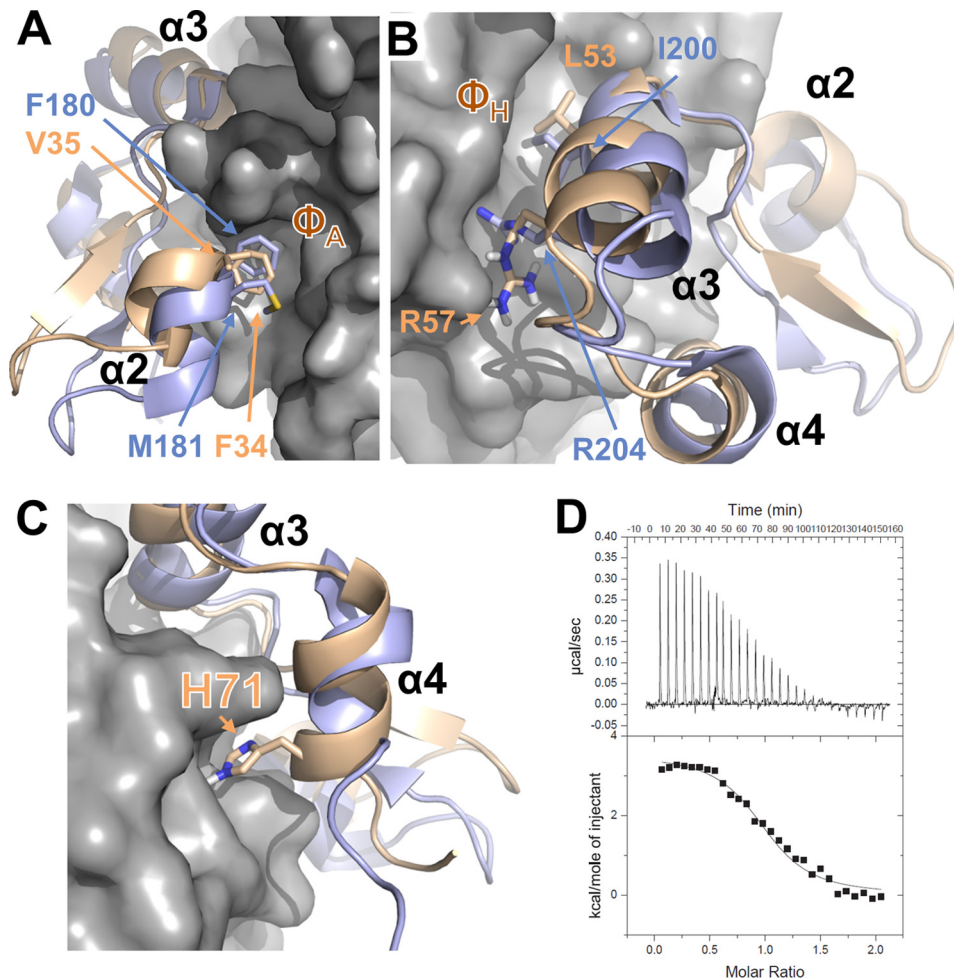 A
α3
F180
V35
Φ_A
α2
M181 F34
B
L53
I200
α2
Φ_H
α3
R57
R204
α4
C
α3
H71
α4
D
Time (min)
-10 0 10 20 30 40 50 60 70 80 90 100 110 120 130 140 150 160
0.40
0.35
0.30
0.25
0.20
0.15
0.10
0.05
0.00
-0.05
µcal/sec
4
2
0
kcal/mole of injectant
0.0 0.5 1.0 1.5 2.0
Molar Ratio